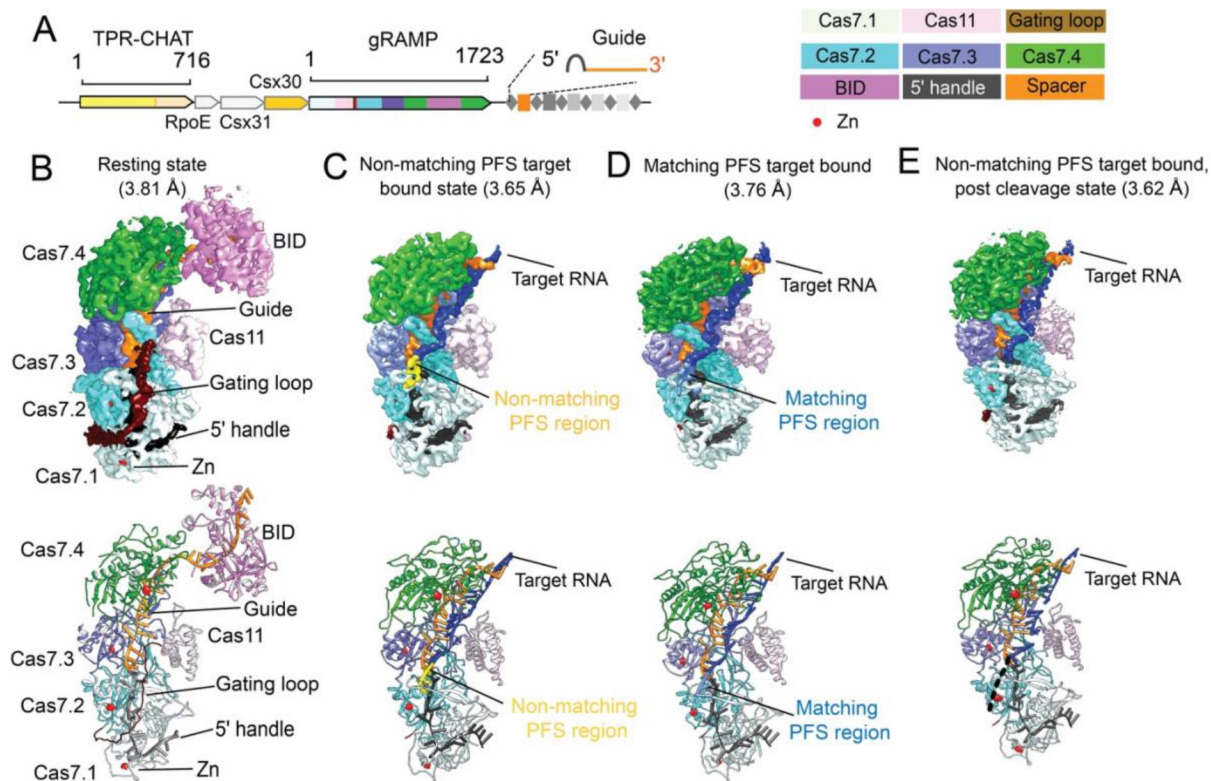 A
TPR-CHAT
1
716
RpoE
Csx31
Csx30
gRAMP
1
1723
5'
Guide
3'
Cas7.1
Cas11
Gating loop
Cas7.2
Cas7.3
Cas7.4
BID
5' handle
Spacer
Zn
B
Resting state
(3.81 Å)
Cas7.4
BID
Guide
Cas11
Cas7.3
Gating loop
Cas7.2
5' handle
Cas7.1
Zn
Cas7.4
BID
Guide
Cas11
Cas7.3
Gating loop
Cas7.2
5' handle
Cas7.1
Zn
C
Non-matching PFS target
bound state (3.65 Å)
Target RNA
Non-matching
PFS region
Target RNA
Non-matching
PFS region
D
Matching PFS target bound
(3.76 Å)
Target RNA
Matching
PFS region
Target RNA
Matching
PFS region
E
Non-matching PFS target bound,
post cleavage state (3.62 Å)
Target RNA
Target RNA